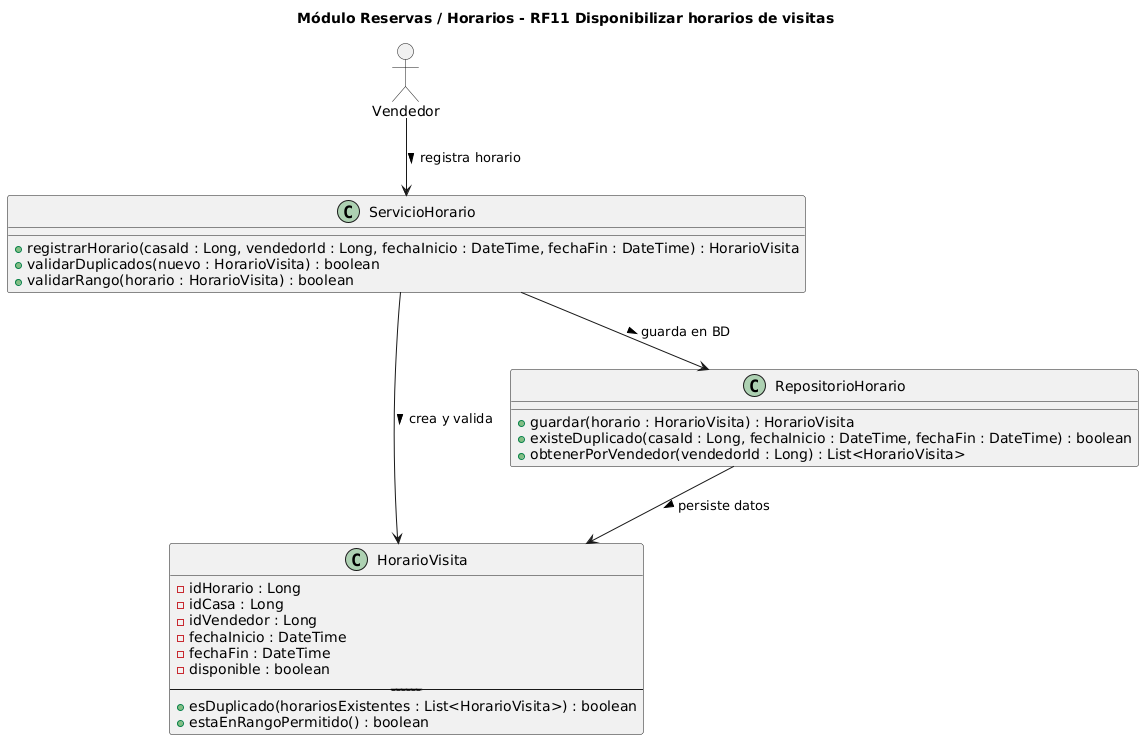 Módulo Reservas / Horarios - RF11 Disponibilizar horarios de visitas
Vendedor
registra horario
C ServicioHorario
registrarHorario(casaId : Long, vendedorId : Long, fechaInicio : DateTime, fechaFin : DateTime) : HorarioVisita
validarDuplicados(nuevo : HorarioVisita) : boolean
validarRango(horario : HorarioVisita) : boolean
guarda en BD
C RepositorioHorario
guardar(horario : HorarioVisita) : HorarioVisita
existeDuplicado(casaId : Long, fechaInicio : DateTime, fechaFin : DateTime) : boolean
obtenerPorVendedor(vendedorId : Long) : List<HorarioVisita>
crea y valida
persiste datos
C HorarioVisita
idHorario : Long
idCasa : Long
idVendedor : Long
fechaInicio : DateTime
fechaFin : DateTime
disponible : boolean
esDuplicado(horariosExistentes : List<HorarioVisita>) : boolean
estaEnRangoPermitido() : boolean